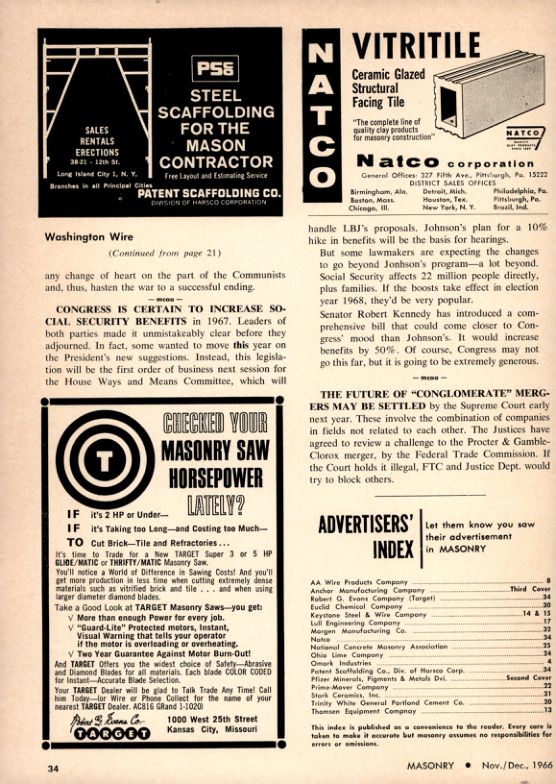 PSCO
STEEL
SCAFFOLDING
FOR THE
MASON
CONTRACTOR
Free Layout and Estimating Service
SALES
RENTALS
ERECTIONS
38-21 - 12th St.
Long Island City 1, N. Y.
Branches in all Principal Cities
PATENT SCAFFOLDING CO.
DIVISION OF HARSCO CORPORATION
NATCO
VITRITILE
Ceramic Glazed
Structural
Facing Tile
"The complete line of
quality clay products
for masonry construction"
NATCO
QUALITY
CLAY PRODUCTS
Natco corporation
General Offices: 327 Fifth Ave., Pittsburgh, Pa. 15222
DISTRICT SALES OFFICES
Birmingham, Ala. Detroit, Mich. Philadelphia, Pa.
Boston, Mass. Houston, Tex. Pittsburgh, Pa.
Chicago, Ill. New York, N. Y. Brazil, Ind.
Washington Wire
(Continued from page 21)
any change of heart on the part of the Communists
and, thus, hasten the war to a successful ending.
— mcaa —
CONGRESS IS CERTAIN TO INCREASE SO-
CIAL SECURITY BENEFITS in 1967. Leaders of
both parties made it unmistakeably clear before they
adjourned. In fact, some wanted to move this year on
the President's new suggestions. Instead, this legisla-
tion will be the first order of business next session for
the House Ways and Means Committee, which will
handle LBJ's proposals. Johnson's plan for a 10%
hike in benefits will be the basis for hearings.
But some lawmakers are expecting the changes
to go beyond Jonhson's program—a lot beyond.
Social Security affects 22 million people directly,
plus families. If the boosts take effect in election
year 1968, they'd be very popular.
Senator Robert Kennedy has introduced a com-
prehensive bill that could come closer to Con-
gress' mood than Johnson's. It would increase
benefits by 50%. Of course, Congress may not
go this far, but it is going to be extremely generous.
— mcaa —
THE FUTURE OF "CONGLOMERATE" MERG-
ERS MAY BE SETTLED by the Supreme Court early
next year. These involve the combination of companies
in fields not related to each other. The Justices have
agreed to review a challenge to the Procter & Gamble-
Clorox merger, by the Federal Trade Commission. If
the Court holds it illegal, FTC and Justice Dept. would
try to block others.
T
CHECKED YOUR
MASONRY SAW
HORSEPOWER
LATELY?
IF it's 2 HP or Under—
IF it's Taking too Long—and Costing too Much—
TO Cut Brick—Tile and Refractories . . .
It's time to Trade for a New TARGET Super 3 or 5 HP
GLIDE/MATIC or THRIFTY/MATIC Masonry Saw.
You'll notice a World of Difference in Sawing Costs! And you'll
get more production in less time when cutting extremely dense
materials such as vitrified brick and tile . . . and when using
larger diameter diamond blades.
Take a Good Look at TARGET Masonry Saws—you get:
√ More than enough Power for every job.
√ "Guard-Lite" Protected motors, Instant,
Visual Warning that tells your operator
if the motor is overloading or overheating.
√ Two Year Guarantee Against Motor Burn-Out!
And TARGET Offers you the widest choice of Safety—Abrasive
and Diamond Blades for all materials. Each blade COLOR CODED
for Instant—Accurate Blade Selection.
Your TARGET Dealer will be glad to Talk Trade Any Time! Call
him Today—(or Wire or Phone Collect for the name of your
nearest TARGET Dealer. AC816 GRand 1-1020)
Robert G. Evans Co.
TARGET
1000 West 25th Street
Kansas City, Missouri
ADVERTISERS'
INDEX
Let them know you saw
their advertisement
in MASONRY
AA Wire Products Company 8
Anchor Manufacturing Company Third Cover
Robert G. Evans Company (Target) 34
Euclid Chemical Company 30
Keystone Steel & Wire Company 14 & 15
Lull Engineering Company 17
Morgen Manufacturing Co. 32
Natco 34
National Concrete Masonry Association 25
Ohio Lime Company 24
Omark Industries
Patent Scaffolding Co., Div. of Harsco Corp. 34
Pfizer Minerals, Pigments & Metals Dvi. Second Cover
Prime-Mover Company 22
Stark Ceramics, Inc. 31
Trinity White General Portland Cement Co. 20
Thomsen Equipment Company 13
This index is published as a convenience to the reader. Every care is
taken to make it accurate but masonry assumes no responsibilities for
errors or omissions.
34
MASONRY • Nov./Dec., 1966